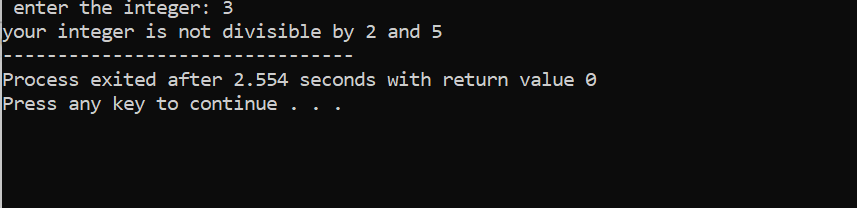 enter the integer: 3
your integer is not divisible by 2 and 5
--------------------------------
Process exited after 2.554 seconds with return value 0
Press any key to continue . . .